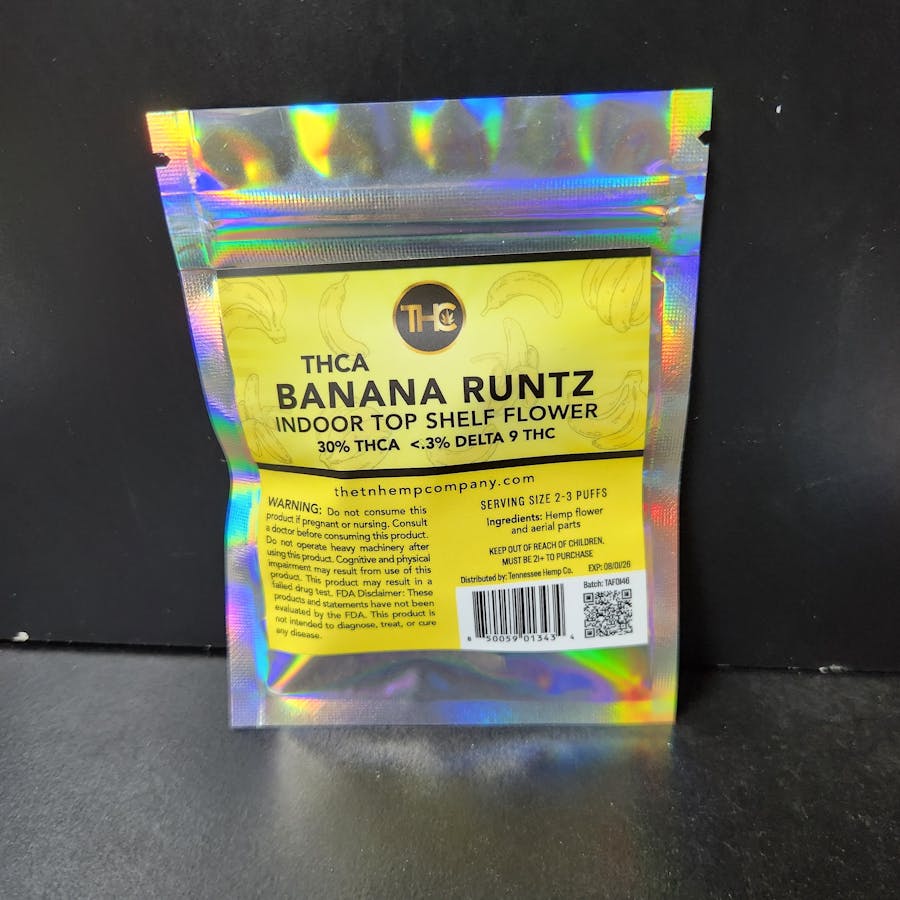 THC
THCA
BANANA RUNTZ
INDOOR TOP SHELF FLOWER
30% THCA <.3% DELTA 9 THC
thetnhempcompany.com
WARNING: Do not consume this
product if pregnant or nursing. Consult
a doctor before consuming this product.
Do not operate heavy machinery after
using this product. Cognitive and physical
impairment may result from use of this
product. This product may result in a
failed drug test. FDA Disclaimer: These
products and statements have not been
evaluated by the FDA. This product is
not intended to diagnose, treat, or cure
any disease.
SERVING SIZE 2-3 PUFFS
Ingredients: Hemp flower
and aerial parts
KEEP OUT OF REACH OF CHILDREN.
MUST BE 21+ TO PURCHASE
Distributed by: Tennessee Hemp Co. EXP: 08/01/26
Batch: TAF0146
8 50059 01343 4